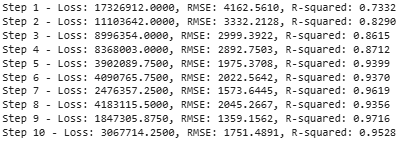 Step 1 - Loss: 17326912.0000, RMSE: 4162.5610, R-squared: 0.7332
Step 2 - Loss: 11103642.0000, RMSE: 3332.2128, R-squared: 0.8290
Step 3 - Loss: 8996354.0000, RMSE: 2999.3922, R-squared: 0.8615
Step 4 - Loss: 8368003.0000, RMSE: 2892.7503, R-squared: 0.8712
Step 5 - Loss: 3902089.7500, RMSE: 1975.3708, R-squared: 0.9399
Step 6 - Loss: 4090765.7500, RMSE: 2022.5642, R-squared: 0.9370
Step 7 - Loss: 2476357.2500, RMSE: 1573.6445, R-squared: 0.9619
Step 8 - Loss: 4183115.5000, RMSE: 2045.2667, R-squared: 0.9356
Step 9 - Loss: 1847305.8750, RMSE: 1359.1562, R-squared: 0.9716
Step 10 - Loss: 3067714.2500, RMSE: 1751.4891, R-squared: 0.9528